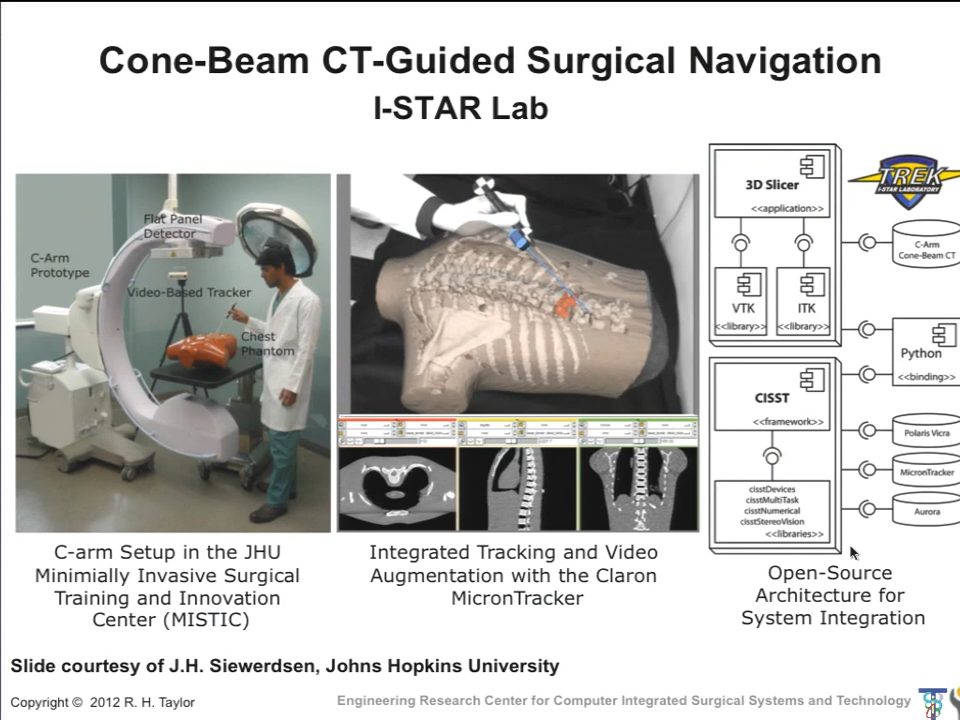 Cone-Beam CT-Guided Surgical Navigation
I-STAR Lab
Flat Panel
Detector
C-Arm
Prototype
Video-Based Tracker
Chest
Phantom
C-arm Setup in the JHU
Minimially Invasive Surgical
Training and Innovation
Center (MISTIC)
Integrated Tracking and Video
Augmentation with the Claron
MicronTracker
3D Slicer
<<application>>
VTK
<<library>>
ITK
<<library>>
CISST
<<framework>>
cisstDevices
cisstMultiTask
cisstNumerical
cisstStereoVision
<<libraries>>
TREK
I-STAR LABORATORY
C-Arm
Cone-Beam CT
Python
<<binding>>
Polaris Vicra
MicronTracker
Aurora
Open-Source
Architecture for
System Integration
Slide courtesy of J.H. Siewerdsen, Johns Hopkins University
Copyright © 2012 R. H. Taylor
Engineering Research Center for Computer Integrated Surgical Systems and Technology